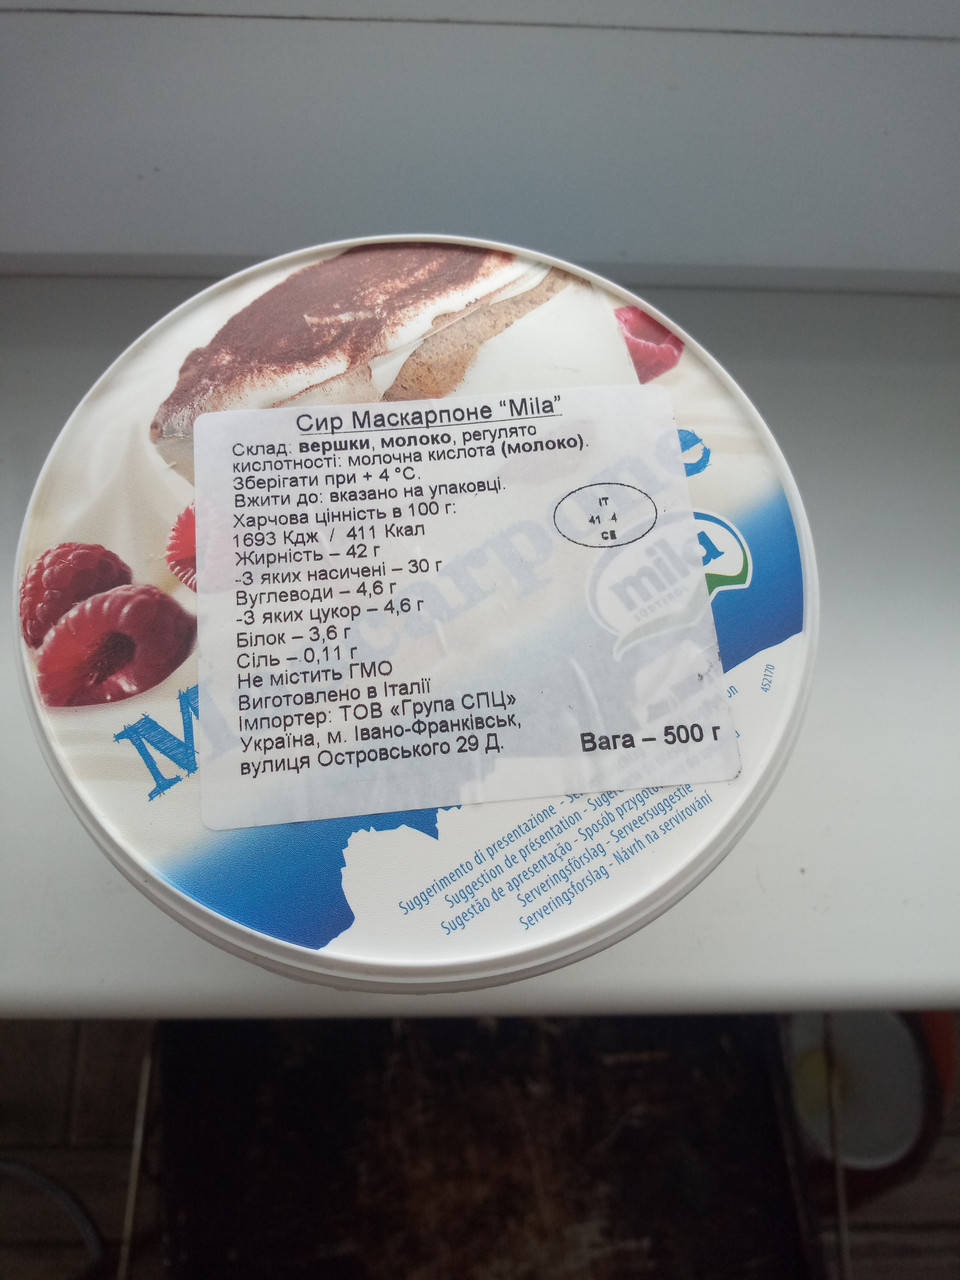 Сир Маскарпоне “Mila”
Склад: вершки, молоко, регулято
кислотності: молочна кислота (молоко).
Зберігати при + 4 °C.
Вжити до: вказано на упаковці.
Харчова цінність в 100 г:
1693 Кдж / 411 Ккал
Жирність – 42 г
-З яких насичені – 30 г
Вуглеводи – 4,6 г
-З яких цукор – 4,6 г
Білок – 3,6 г
Сіль – 0,11 г
Не містить ГМО
Виготовлено в Італії
Імпортер: ТОВ «Група СПЦ»
Україна, м. Івано-Франківськ,
вулиця Островського 29 Д.
Вага – 500 г
IT
41 4
CE
mila
452170
Suggerimento di presentazione -
Suggestion de présentation -
Sugestão de apresentação - Sposób
Serveringsförslag - Serveersuggestie
Serveringsforslag - Návrh na servírování